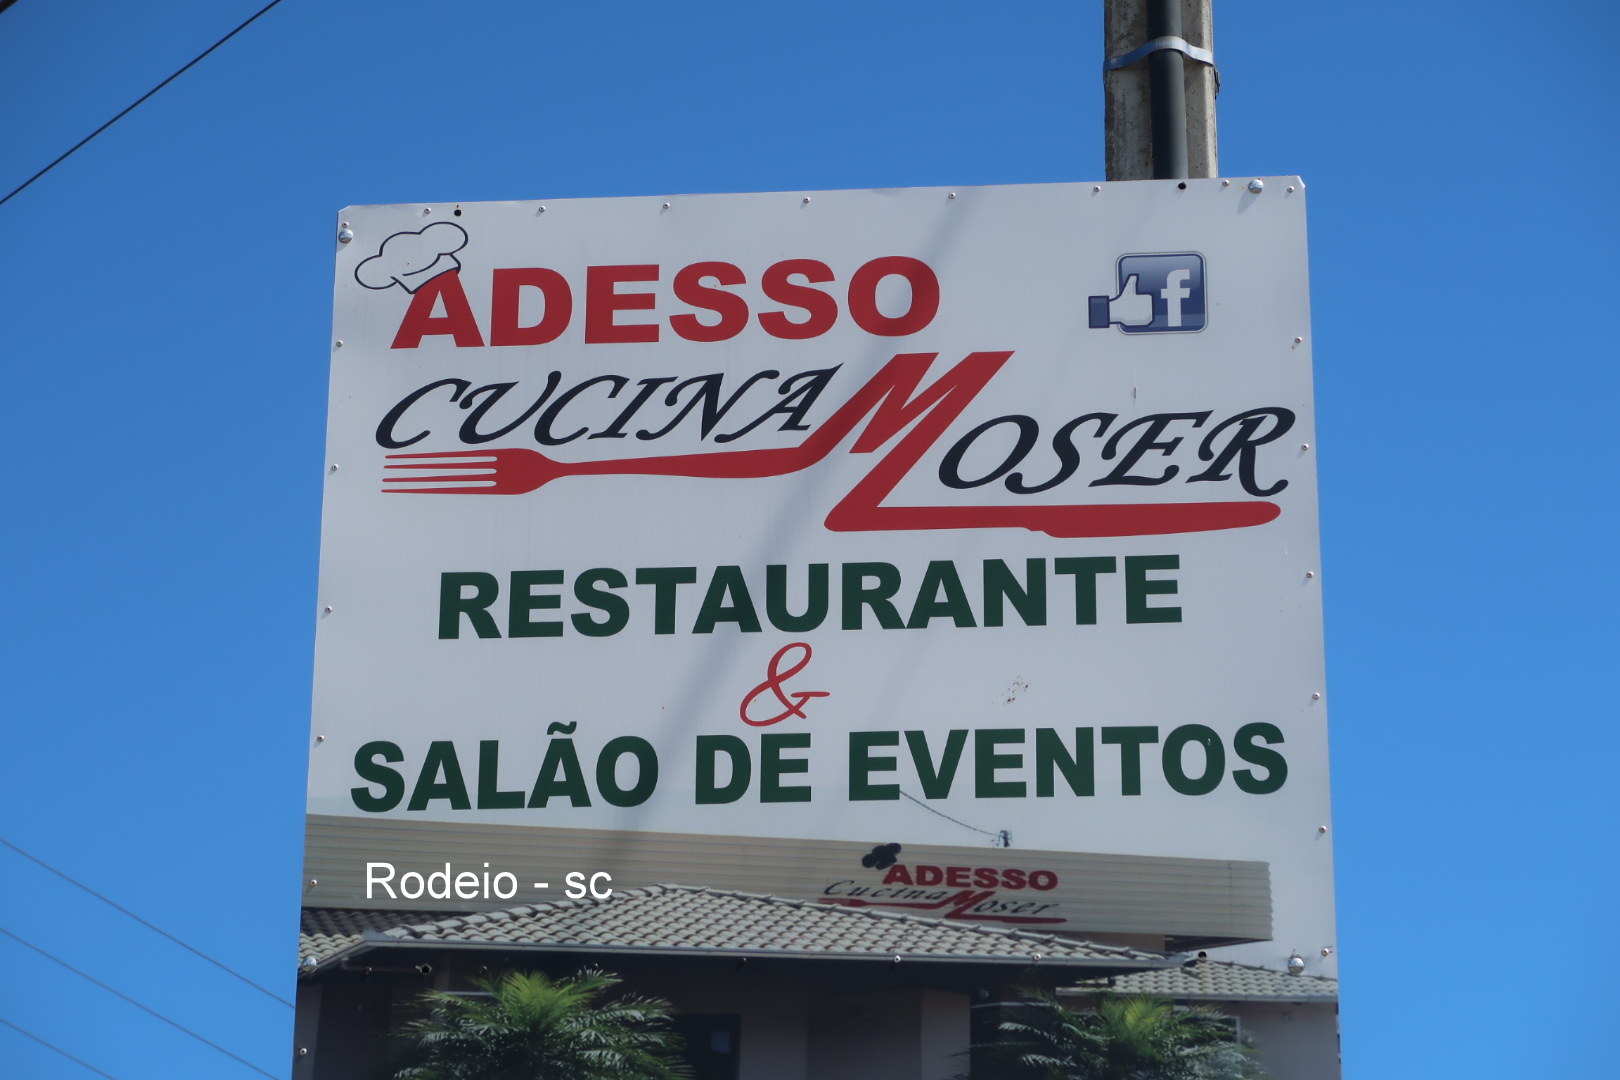 ADESSO
f
CUCINA MOSER
RESTAURANTE
&
SALÃO DE EVENTOS
Rodeio - sc
ADESSO
Cucina Moser